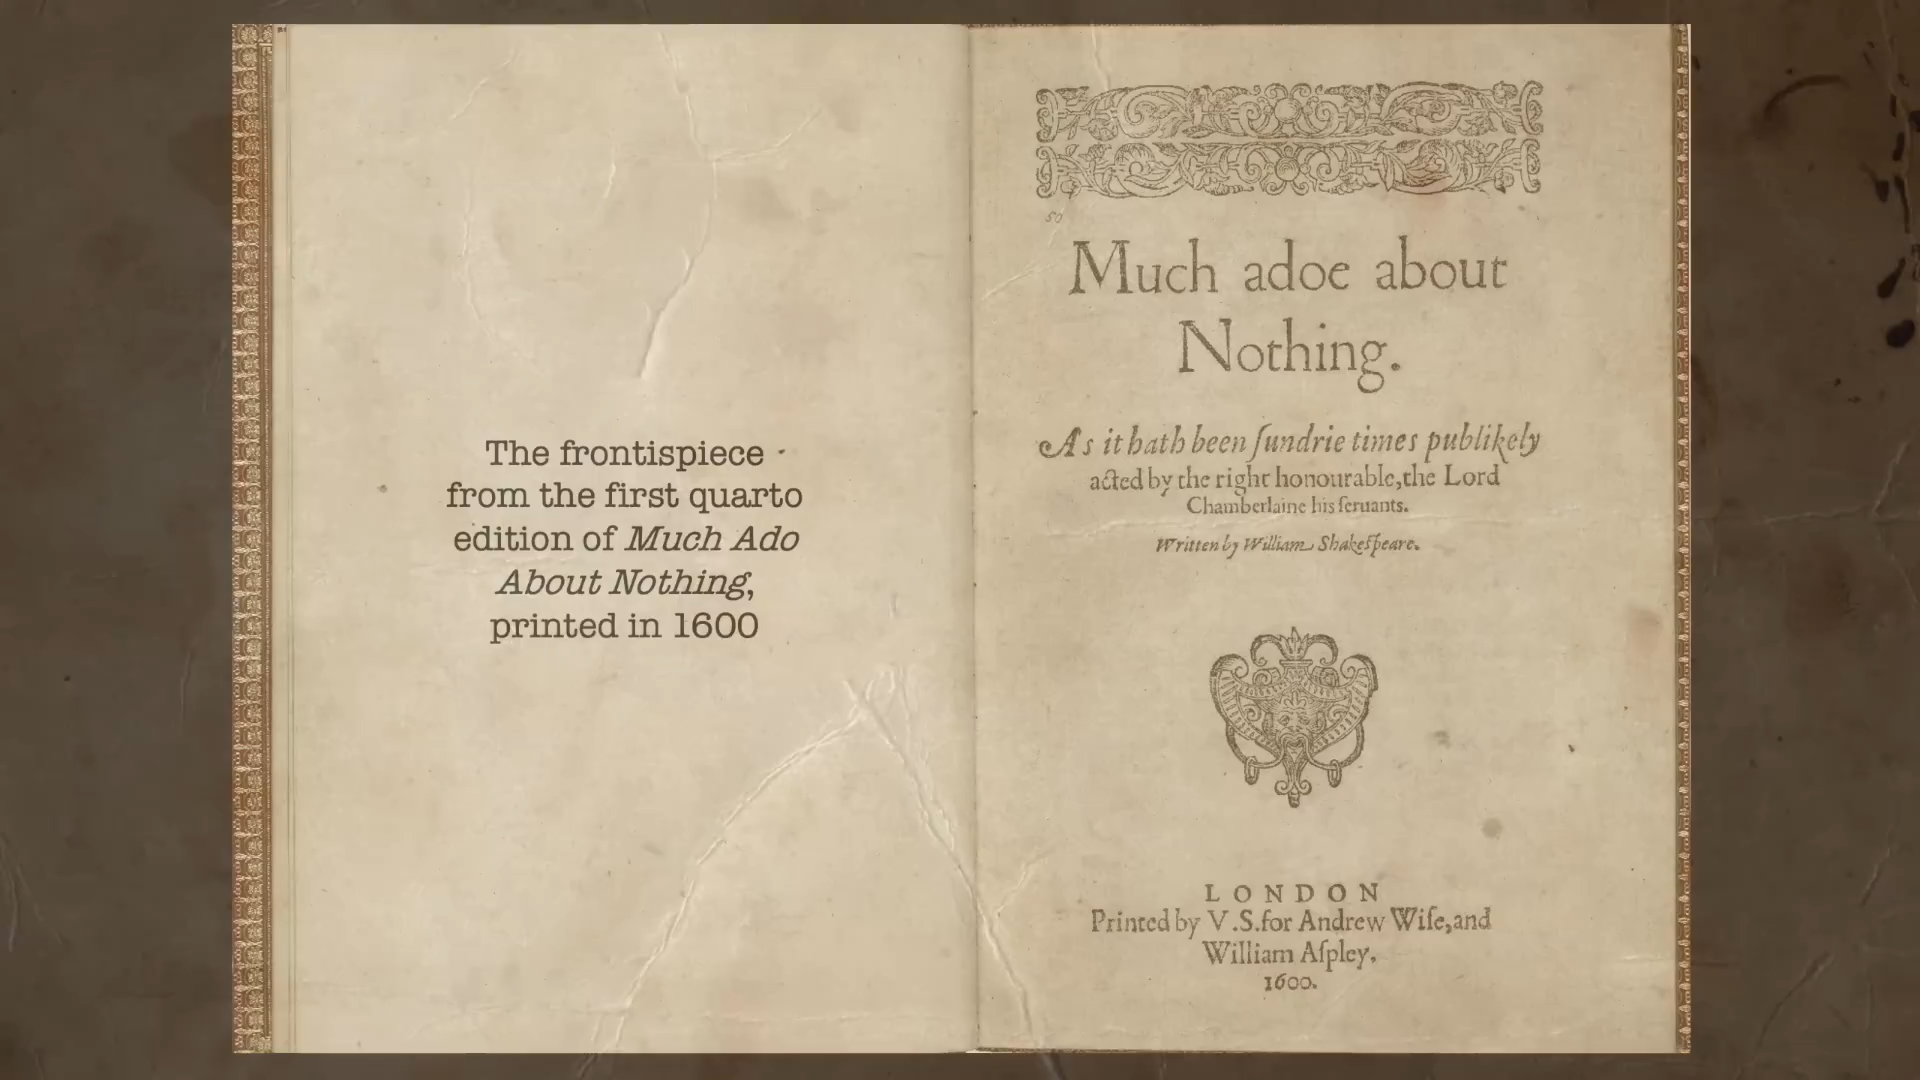 The frontispiece
from the first quarto
edition of Much Ado
About Nothing,
printed in 1600
50
Much adoe about
Nothing.
As it hath been ſundrie times publikely
acted by the right honourable, the Lord
Chamberlaine his ſeruants.
Written by William Shakeſpeare.
LONDON
Printed by V.S. for Andrew Wiſe, and
William Aſpley.
1600.